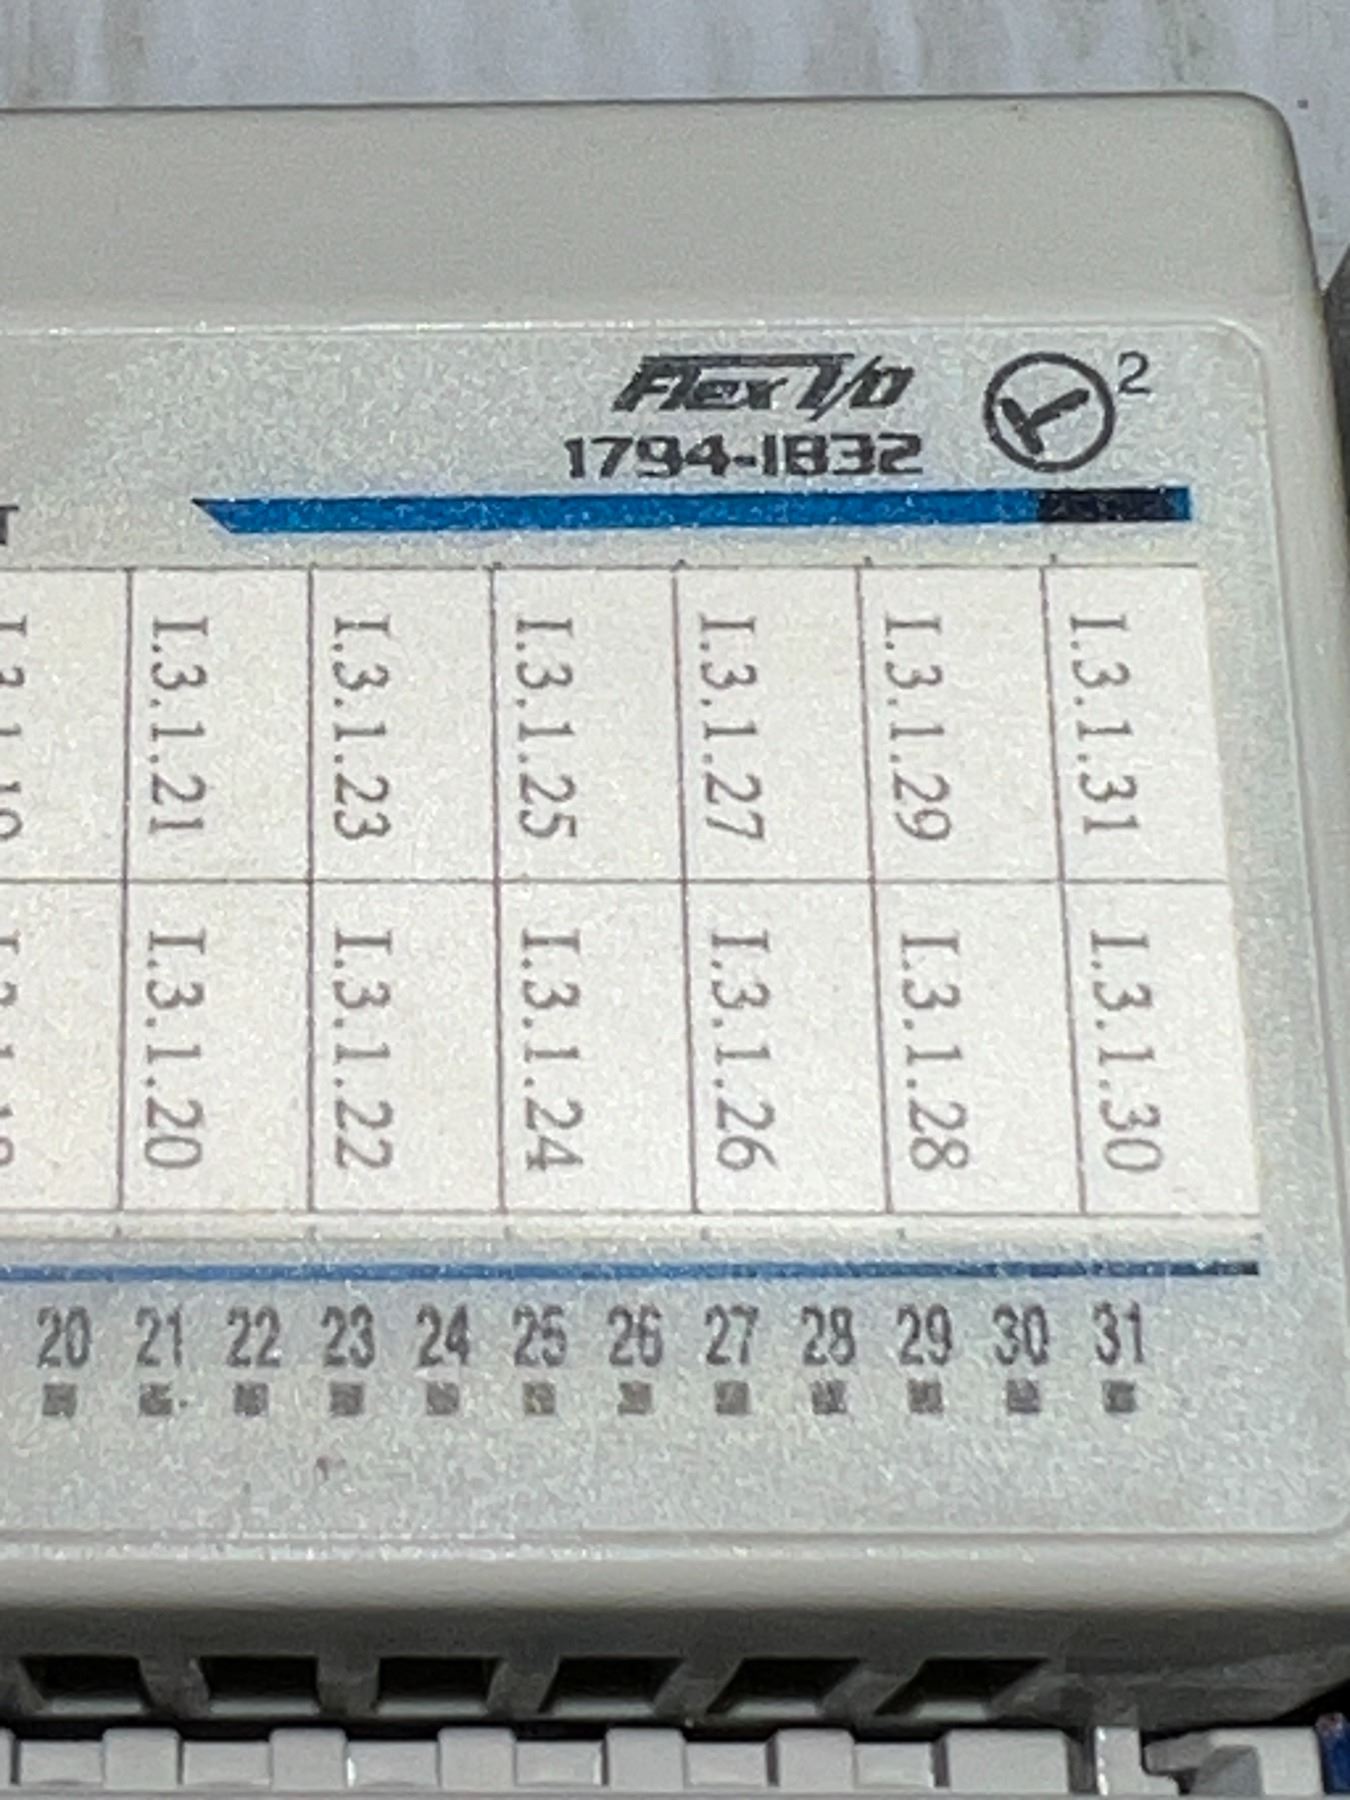 Flex I/O
2
1794-IB32
T
I.3.1.21 I.3.1.23 I.3.1.25 I.3.1.27 I.3.1.29 I.3.1.31
I.3.1.20 I.3.1.22 I.3.1.24 I.3.1.26 I.3.1.28 I.3.1.30
20 21 22 23 24 25 26 27 28 29 30 31